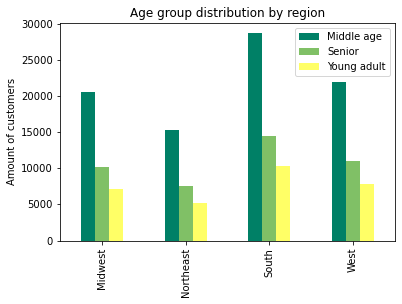 Age group distribution by region
Middle age
Senior
Young adult
Amount of customers
30000
25000
20000
15000
10000
5000
0
Midwest
Northeast
South
West